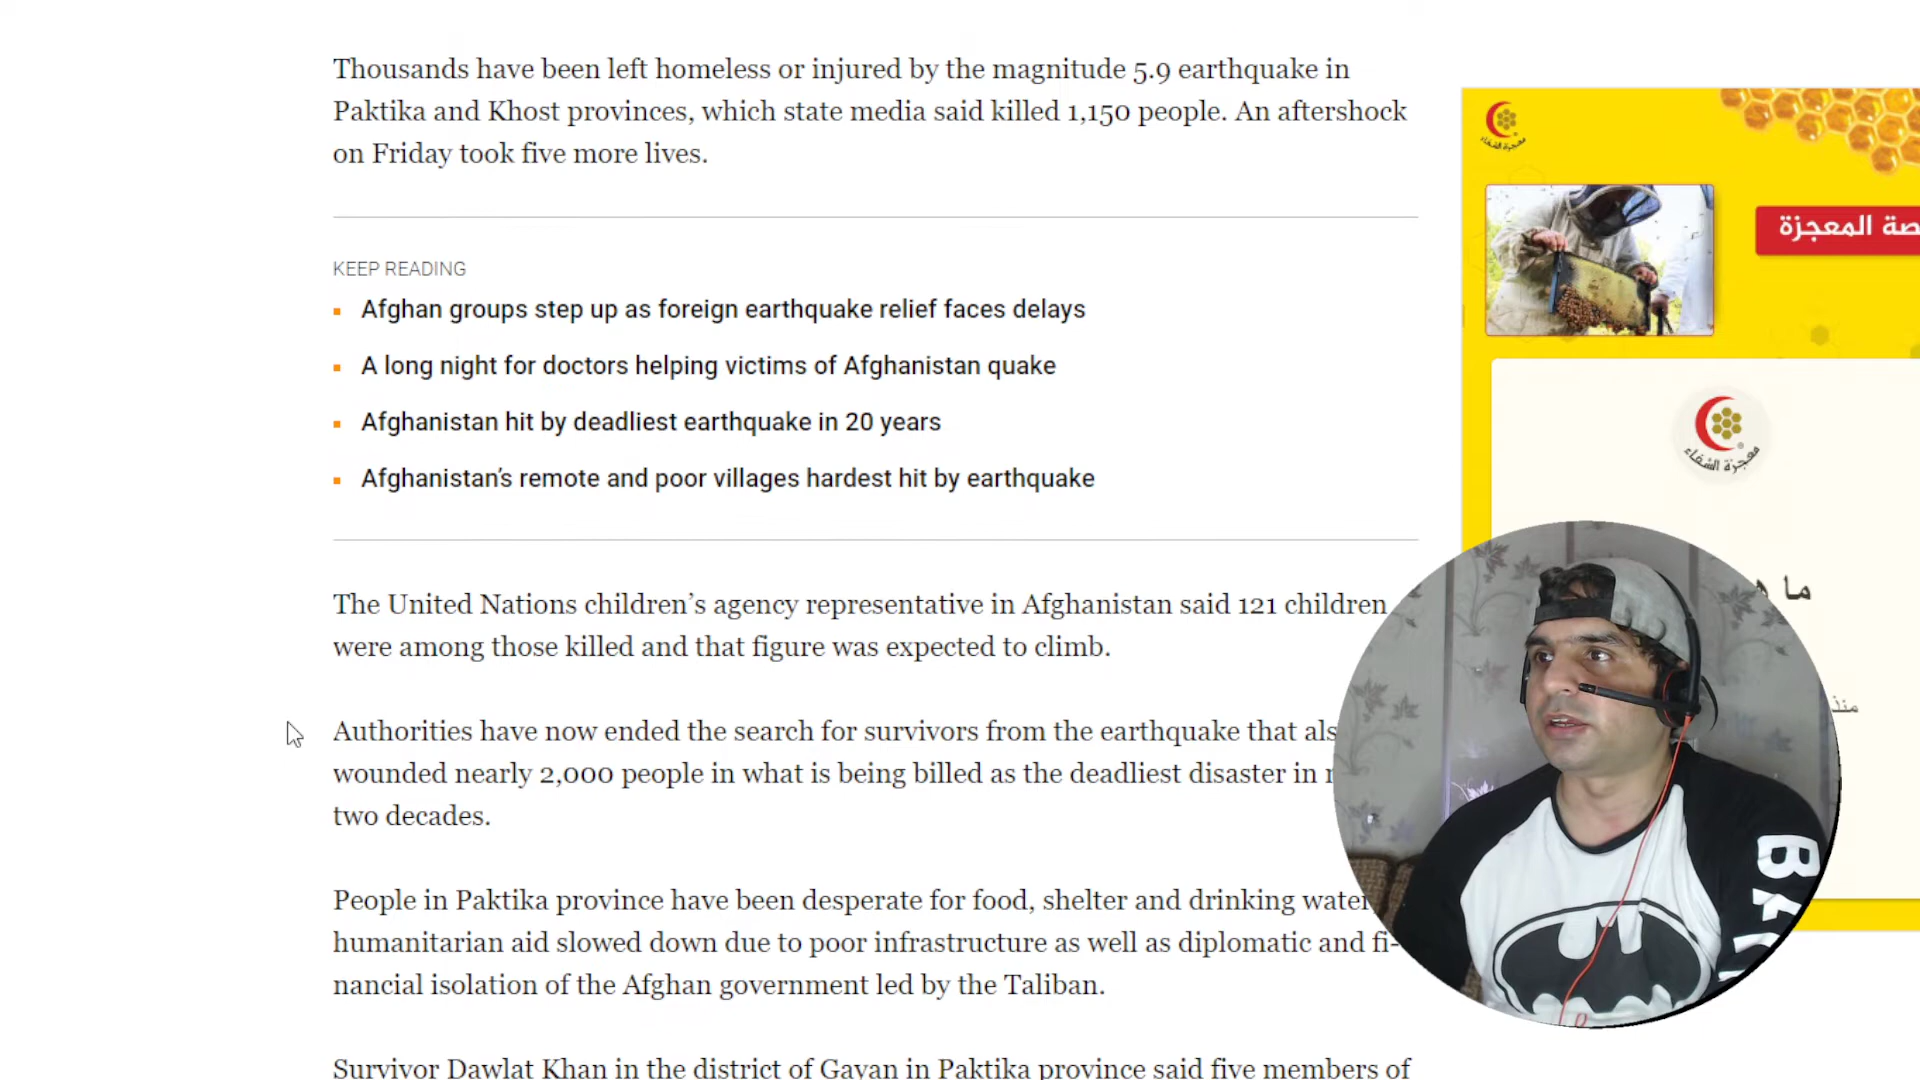 Thousands have been left homeless or injured by the magnitude 5.9 earthquake in
Paktika and Khost provinces, which state media said killed 1,150 people. An aftershock
on Friday took five more lives.
KEEP READING
Afghan groups step up as foreign earthquake relief faces delays
A long night for doctors helping victims of Afghanistan quake
Afghanistan hit by deadliest earthquake in 20 years
Afghanistan’s remote and poor villages hardest hit by earthquake
The United Nations children’s agency representative in Afghanistan said 121 children
were among those killed and that figure was expected to climb.
Authorities have now ended the search for survivors from the earthquake that als
wounded nearly 2,000 people in what is being billed as the deadliest disaster in
two decades.
People in Paktika province have been desperate for food, shelter and drinking water
humanitarian aid slowed down due to poor infrastructure as well as diplomatic and fi-
nancial isolation of the Afghan government led by the Taliban.
Survivor Dawlat Khan in the district of Gayan in Paktika province said five members of
معجزة الشفاء
صة المعجزة
معجزة الشفاء
ما ه
منذ
BA